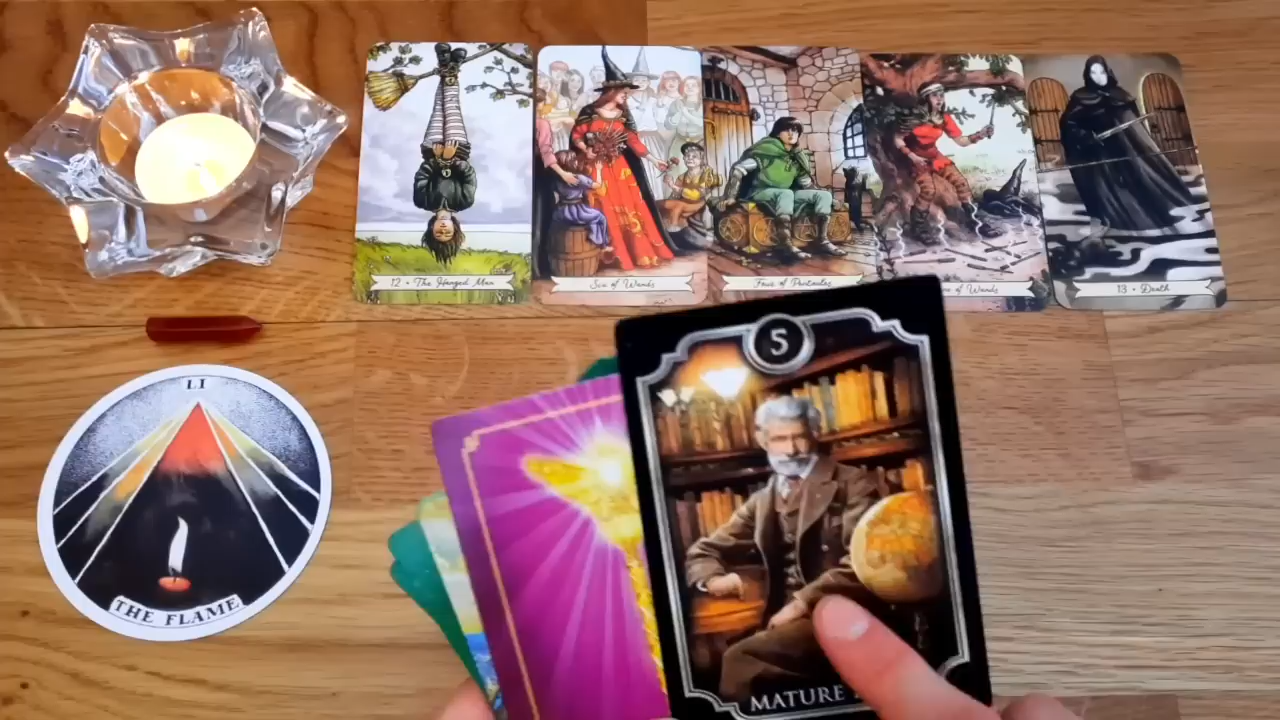 12 • The Hanged Man
Six of Wands
Four of Pentacles
of Wands
13 • Death
LI
THE FLAME
5
MATURE